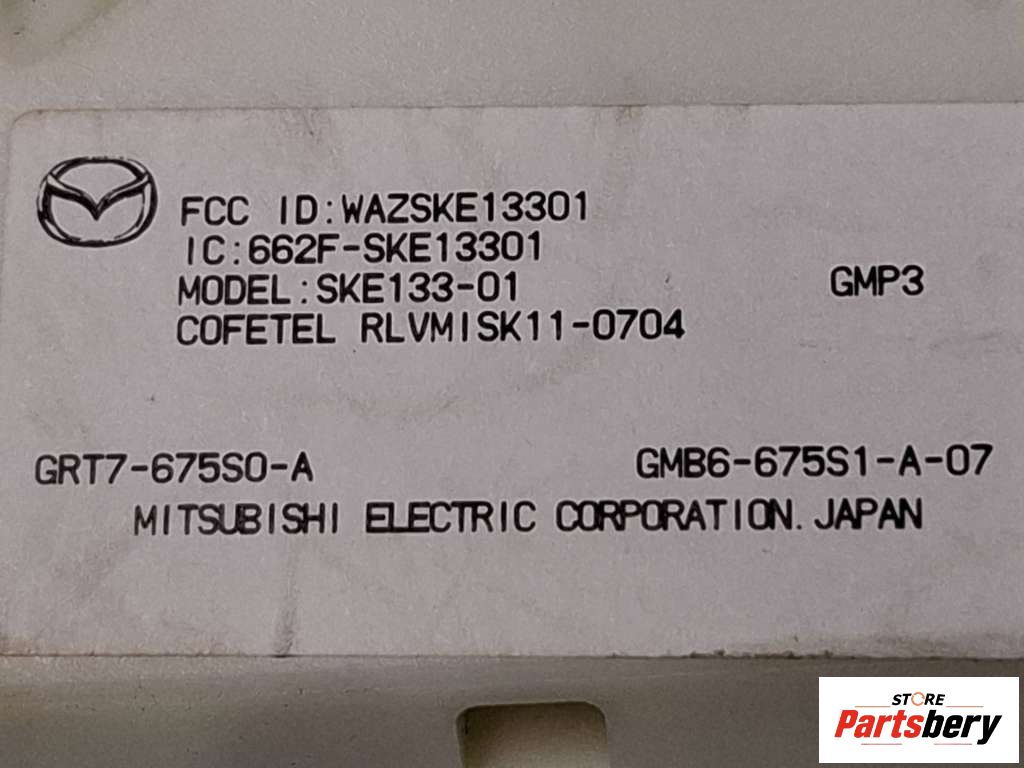 FCC ID:WAZSKE13301
IC:662F-SKE13301
MODEL:SKE133-01
GMP3
COFETEL RLVMISK11-0704
GRT7-675S0-A
GMB6-675S1-A-07
MITSUBISHI ELECTRIC CORPORATION. JAPAN
STORE
Partsbery